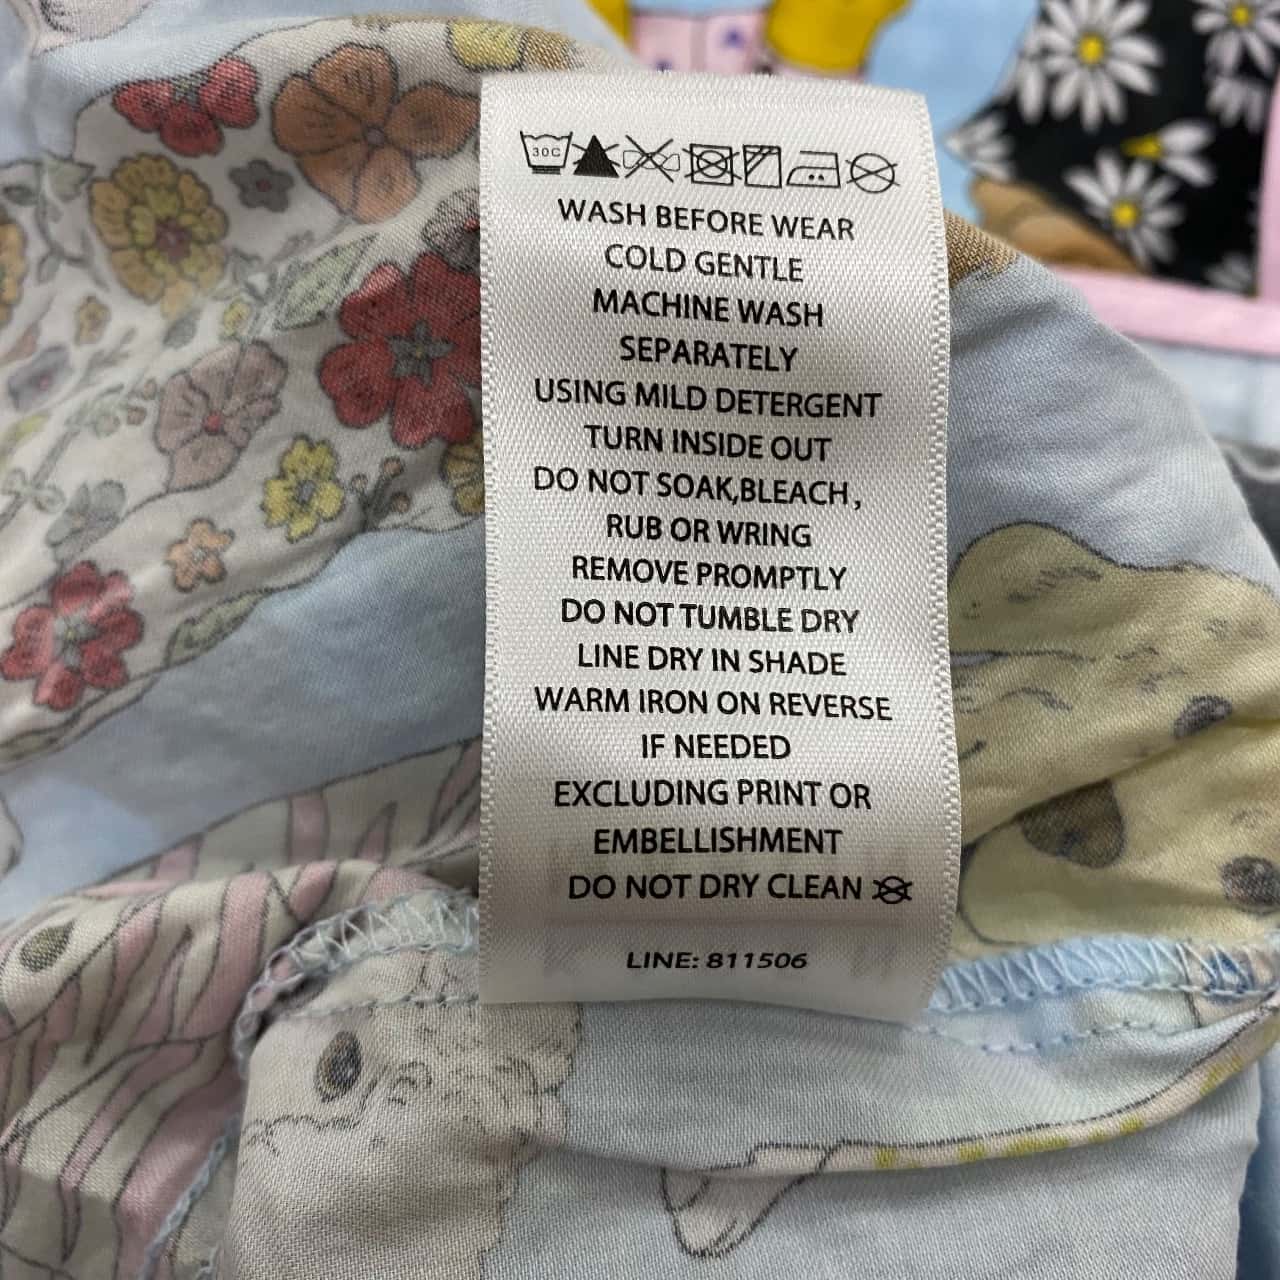 30C
WASH BEFORE WEAR
COLD GENTLE
MACHINE WASH
SEPARATELY
USING MILD DETERGENT
TURN INSIDE OUT
DO NOT SOAK,BLEACH,
RUB OR WRING
REMOVE PROMPTLY
DO NOT TUMBLE DRY
LINE DRY IN SHADE
WARM IRON ON REVERSE
IF NEEDED
EXCLUDING PRINT OR
EMBELLISHMENT
DO NOT DRY CLEAN
LINE: 811506